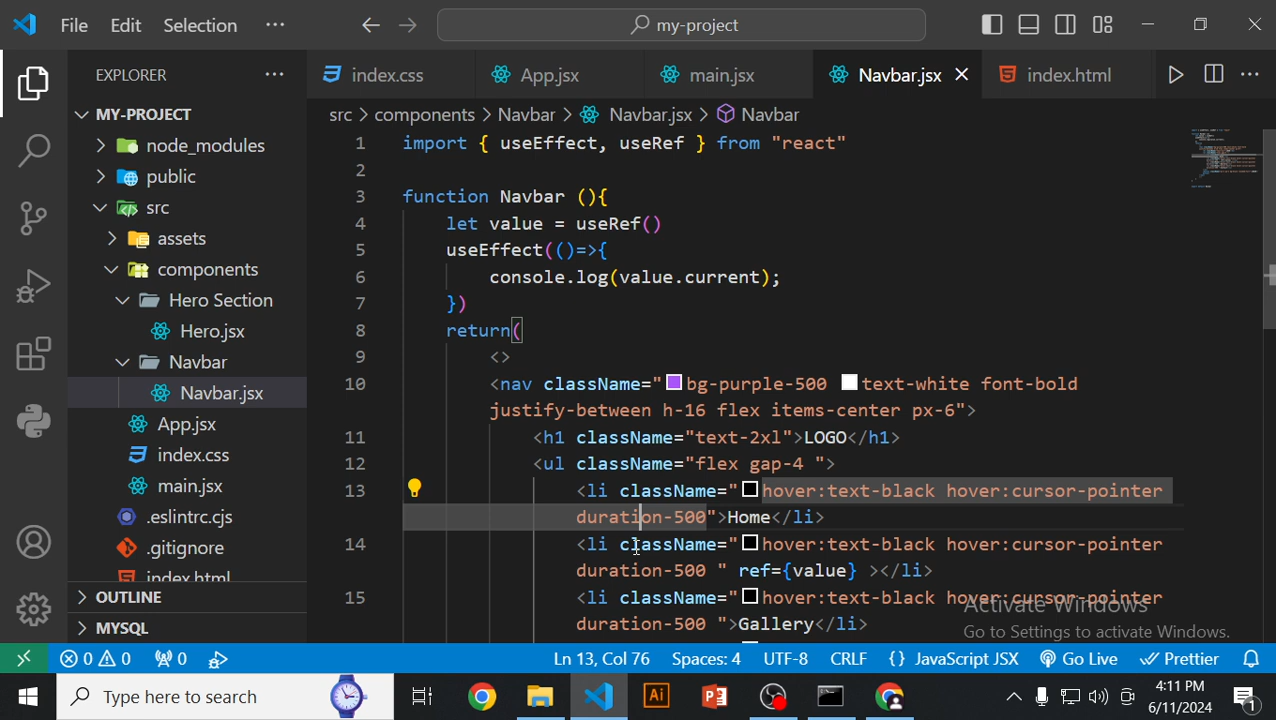 File Edit Selection ···
my-project
EXPLORER
index.css App.jsx main.jsx Navbar.jsx index.html
MY-PROJECT
src > components > Navbar > Navbar.jsx > Navbar
node_modules
public
src
assets
components
Hero Section
Hero.jsx
Navbar
Navbar.jsx
App.jsx
index.css
main.jsx
.eslintrc.cjs
.gitignore
index.html
OUTLINE
MYSQL
1 import { useEffect, useRef } from "react"
2
3 function Navbar (){
4 let value = useRef()
5 useEffect(()=>{
6 console.log(value.current);
7 })
8 return(
9 <>
10 <nav className="bg-purple-500 text-white font-bold
justify-between h-16 flex items-center px-6">
11 <h1 className="text-2xl">LOGO</h1>
12 <ul className="flex gap-4 ">
13 <li className="hover:text-black hover:cursor-pointer
duration-500">Home</li>
14 <li className="hover:text-black hover:cursor-pointer
duration-500 " ref={value} ></li>
15 <li className="hover:text-black hover:cursor-pointer
duration-500 ">Gallery</li>
Activate Windows
Go to Settings to activate Windows.
0 0 0 Ln 13, Col 76 Spaces: 4 UTF-8 CRLF {} JavaScript JSX Go Live Prettier
Type here to search
4:11 PM
6/11/2024
1